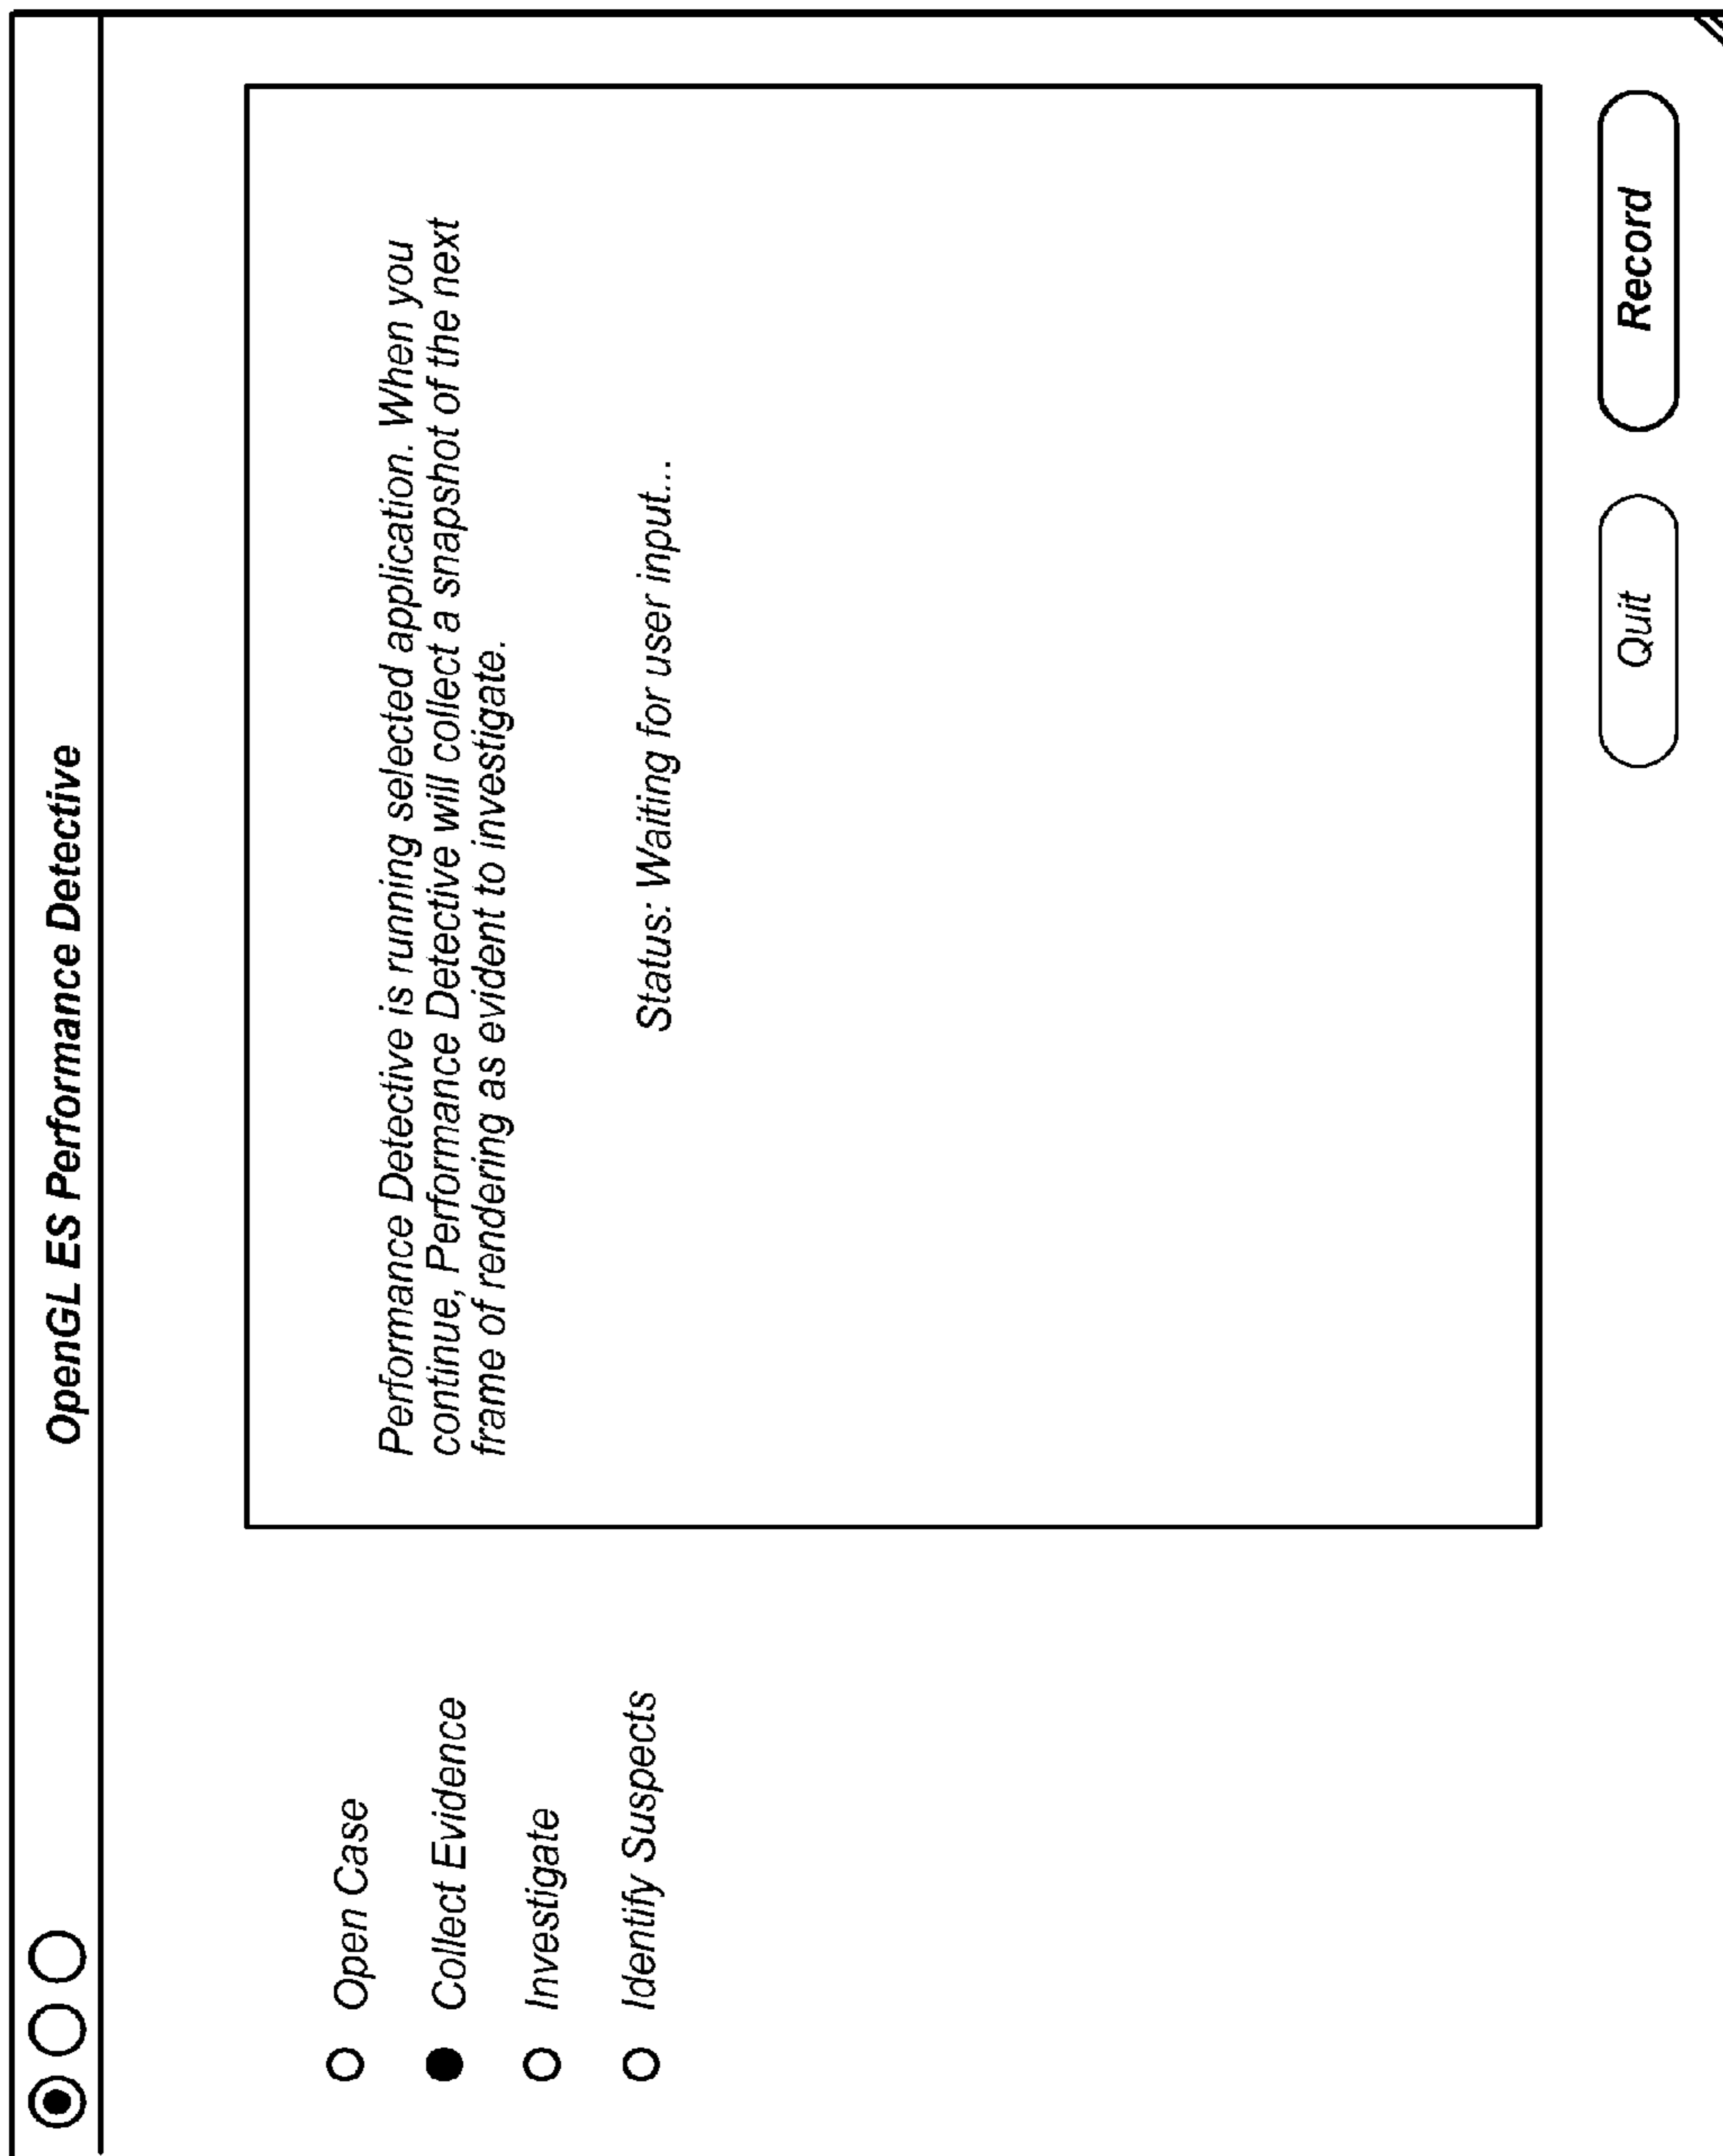 OpenGL ES Performance Detective
Open Case
Collect Evidence
Investigate
Identify Suspects
Performance Detective is running selected application. When you
continue, Performance Detective will collect a snapshot of the next
frame of rendering as evident to investigate.
Status: Waiting for user input...
Quit
Record